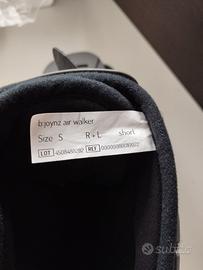 b:joynz air walker
Size S R + L short
LOT REF
subito